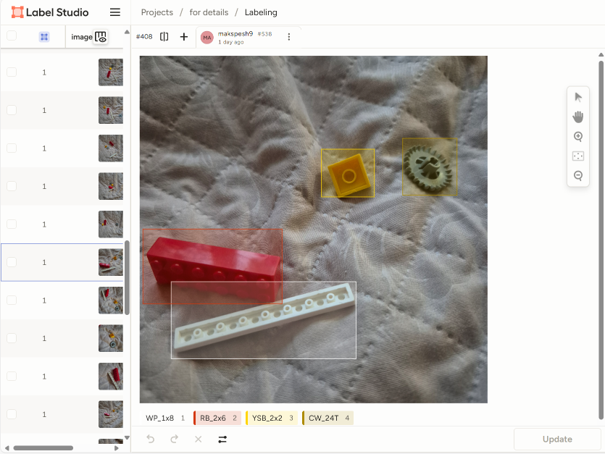 Label Studio
Projects / for details / Labeling
image
#408
MA
makspesh9 #538
1 day ago
1
1
1
1
1
1
1
1
1
1
WP_1x8 1 RB_2x6 2 YSB_2x2 3 CW_24T 4
Update